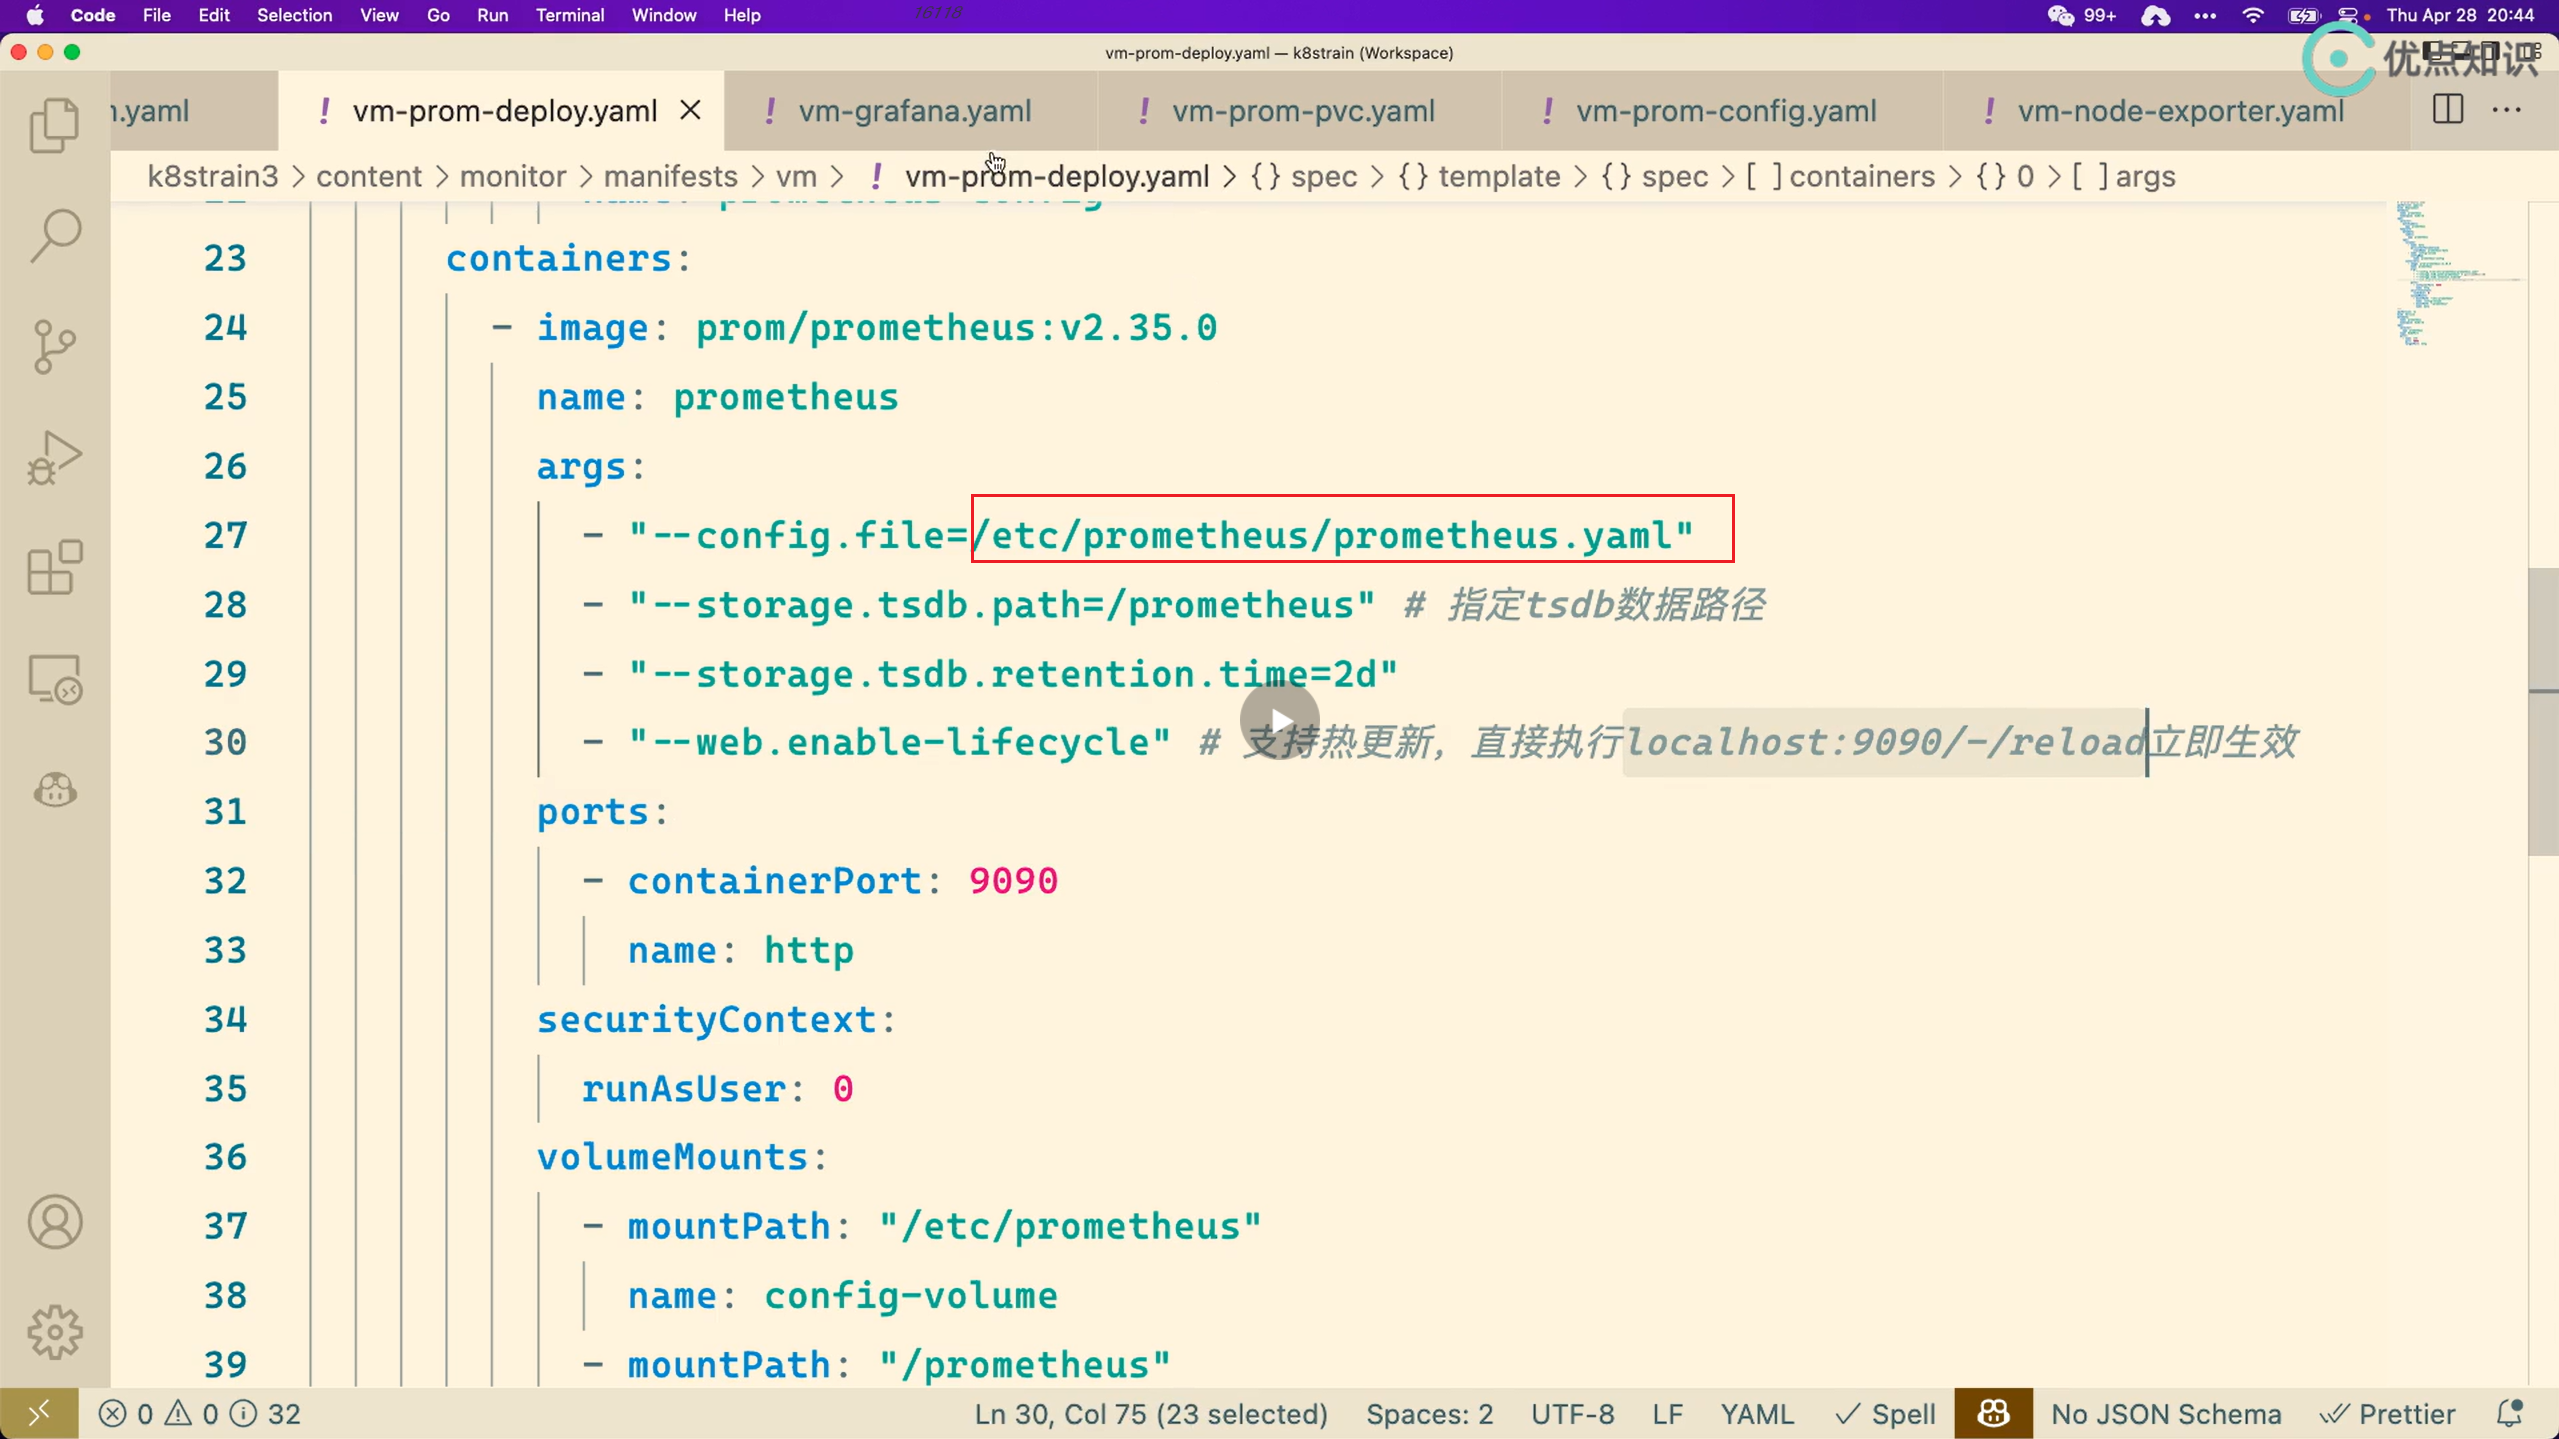 Code File Edit Selection View Go Run Terminal Window Help 16118 99+ Thu Apr 28 20:44
vm-prom-deploy.yaml — k8strain (Workspace)
优点知识
.yaml vm-prom-deploy.yaml vm-grafana.yaml vm-prom-pvc.yaml vm-prom-config.yaml vm-node-exporter.yaml
k8strain3 > content > monitor > manifests > vm > ! vm-prom-deploy.yaml > {} spec > {} template > {} spec > [ ] containers > {} 0 > [ ] args
23 containers:
24 - image: prom/prometheus:v2.35.0
25 name: prometheus
26 args:
27 - "--config.file=/etc/prometheus/prometheus.yaml"
28 - "--storage.tsdb.path=/prometheus" # 指定tsdb数据路径
29 - "--storage.tsdb.retention.time=2d"
30 - "--web.enable-lifecycle" # 支持热更新，直接执行localhost:9090/-/reload立即生效
31 ports:
32 - containerPort: 9090
33 name: http
34 securityContext:
35 runAsUser: 0
36 volumeMounts:
37 - mountPath: "/etc/prometheus"
38 name: config-volume
39 - mountPath: "/prometheus"
0 0 32 Ln 30, Col 75 (23 selected) Spaces: 2 UTF-8 LF YAML Spell No JSON Schema Prettier